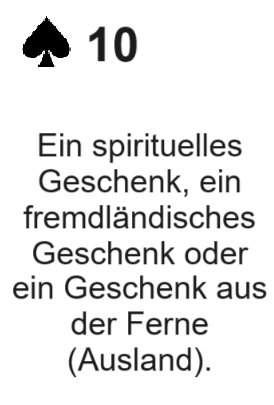 ♠ 10
Ein spirituelles
Geschenk, ein
fremdländisches
Geschenk oder
ein Geschenk aus
der Ferne
(Ausland).